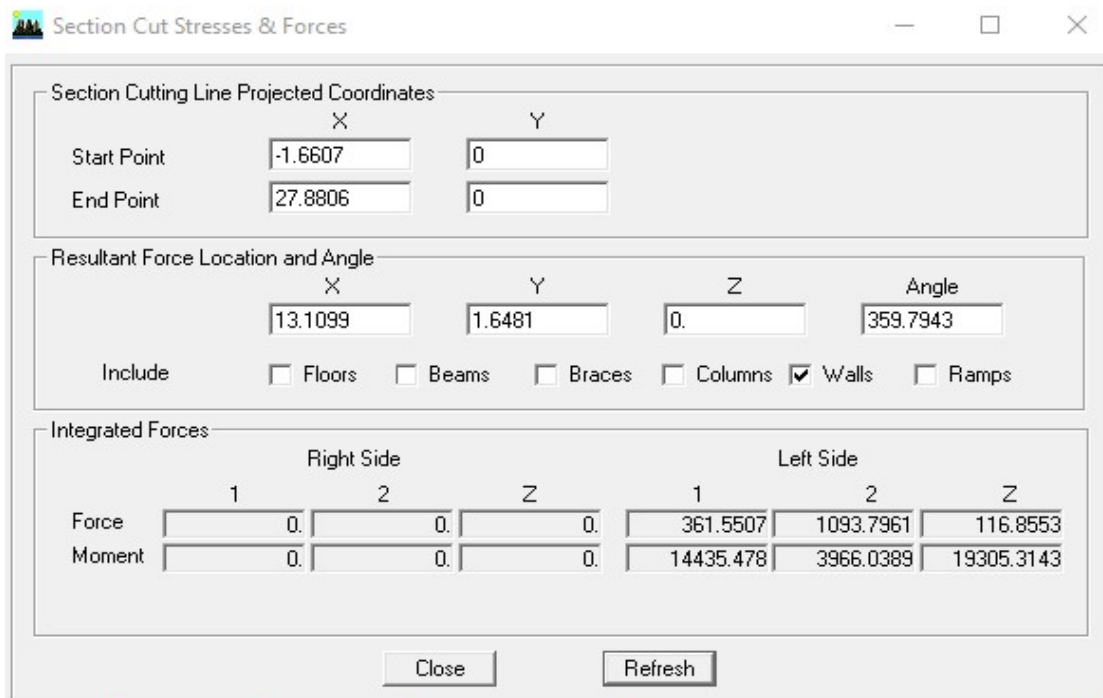 Section Cut Stresses & Forces
Section Cutting Line Projected Coordinates
X Y
Start Point -1.6607 0
End Point 27.8806 0
Resultant Force Location and Angle
X Y Z Angle
13.1099 1.6481 0. 359.7943
Include Floors Beams Braces Columns Walls Ramps
Integrated Forces
Right Side Left Side
1 2 Z 1 2 Z
Force 0. 0. 0. 361.5507 1093.7961 116.8553
Moment 0. 0. 0. 14435.478 3966.0389 19305.3143
Close Refresh